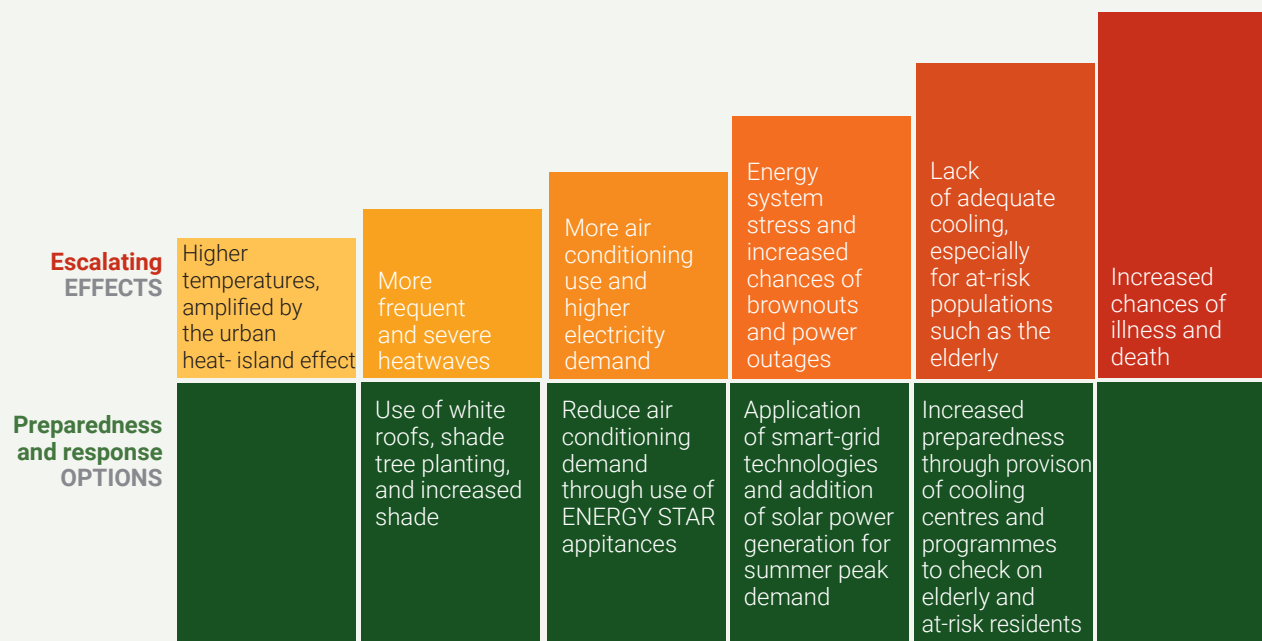 Escalating
EFFECTS
Higher
temperatures,
amplified by
the urban
heat- island effect
More
frequent
and severe
heatwaves
More air
conditioning
use and
higher
electricity
demand
Energy
system
stress and
increased
chances of
brownouts
and power
outages
Lack
of adequate
cooling,
especially
for at-risk
populations
such as the
elderly
Increased
chances of
illness and
death
Preparedness
and response
OPTIONS
Use of white
roofs, shade
tree planting,
and increased
shade
Reduce air
conditioning
demand
through use of
ENERGY STAR
appitances
Application
of smart-grid
technologies
and addition
of solar power
generation for
summer peak
demand
Increased
preparedness
through provison
of cooling
centres and
programmes
to check on
elderly and
at-risk residents